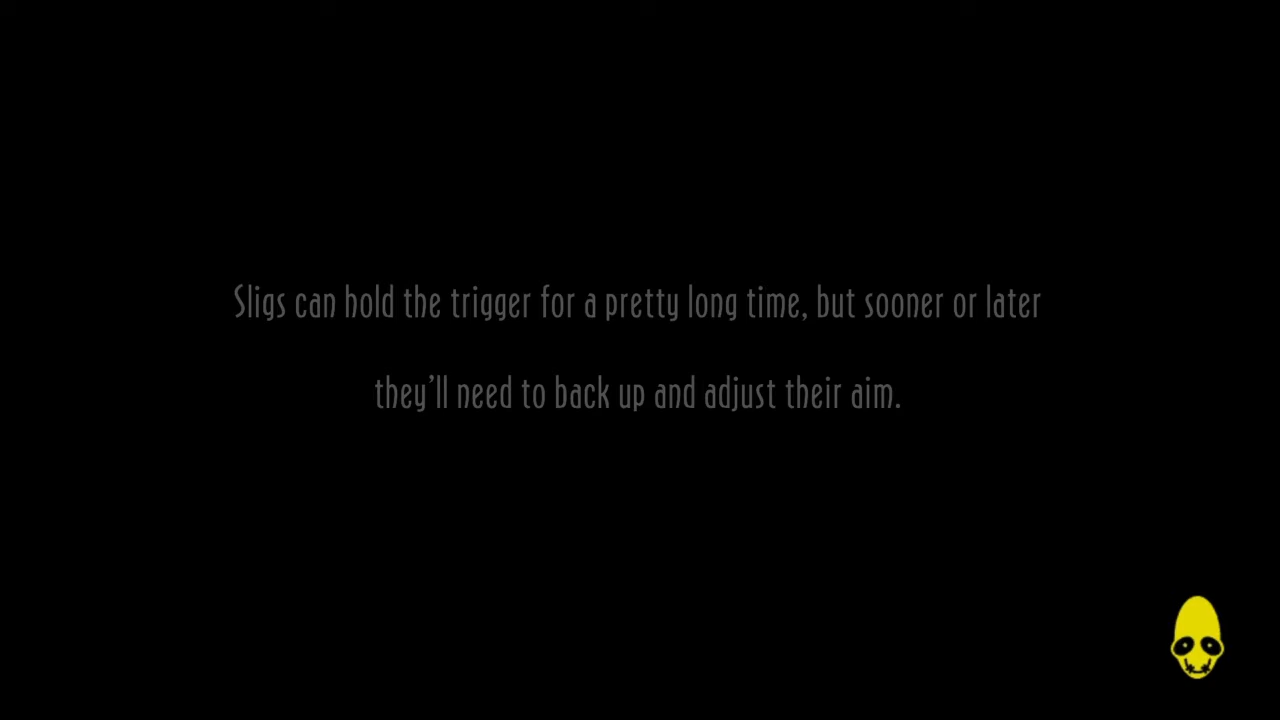 Sligs can hold the trigger for a pretty long time, but sooner or later
they’ll need to back up and adjust their aim.